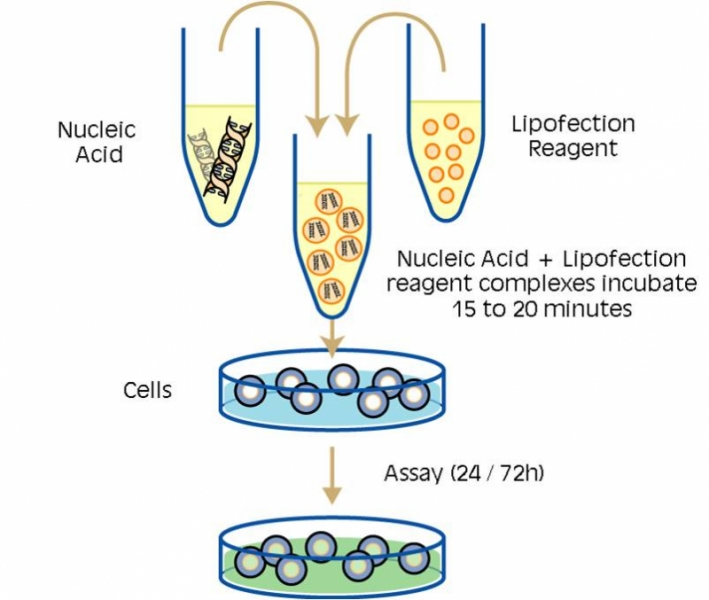 Nucleic
Acid
Lipofection
Reagent
Nucleic Acid + Lipofection
reagent complexes incubate
15 to 20 minutes
Cells
Assay (24 / 72h)